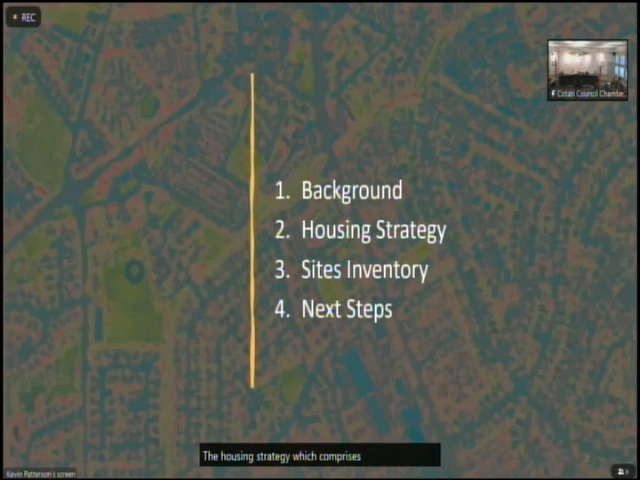 REC
Cotati Council Chambe...
1. Background
2. Housing Strategy
3. Sites Inventory
4. Next Steps
The housing strategy which comprises
Kevin Patterson's screen